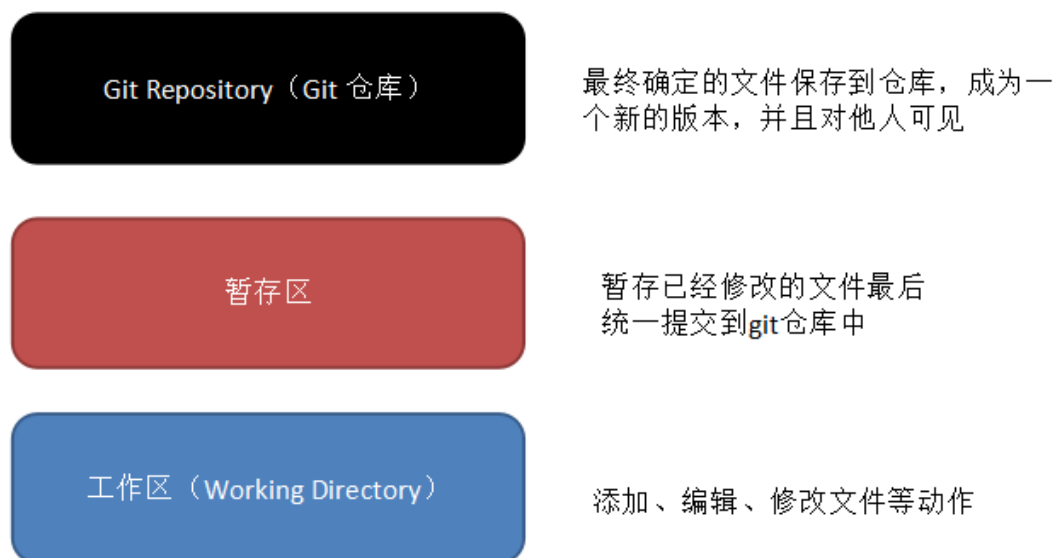 Git Repository（Git 仓库）
最终确定的文件保存到仓库，成为一
个新的版本，并且对他人可见
暂存区
暂存已经修改的文件最后
统一提交到git仓库中
工作区（Working Directory）
添加、编辑、修改文件等动作